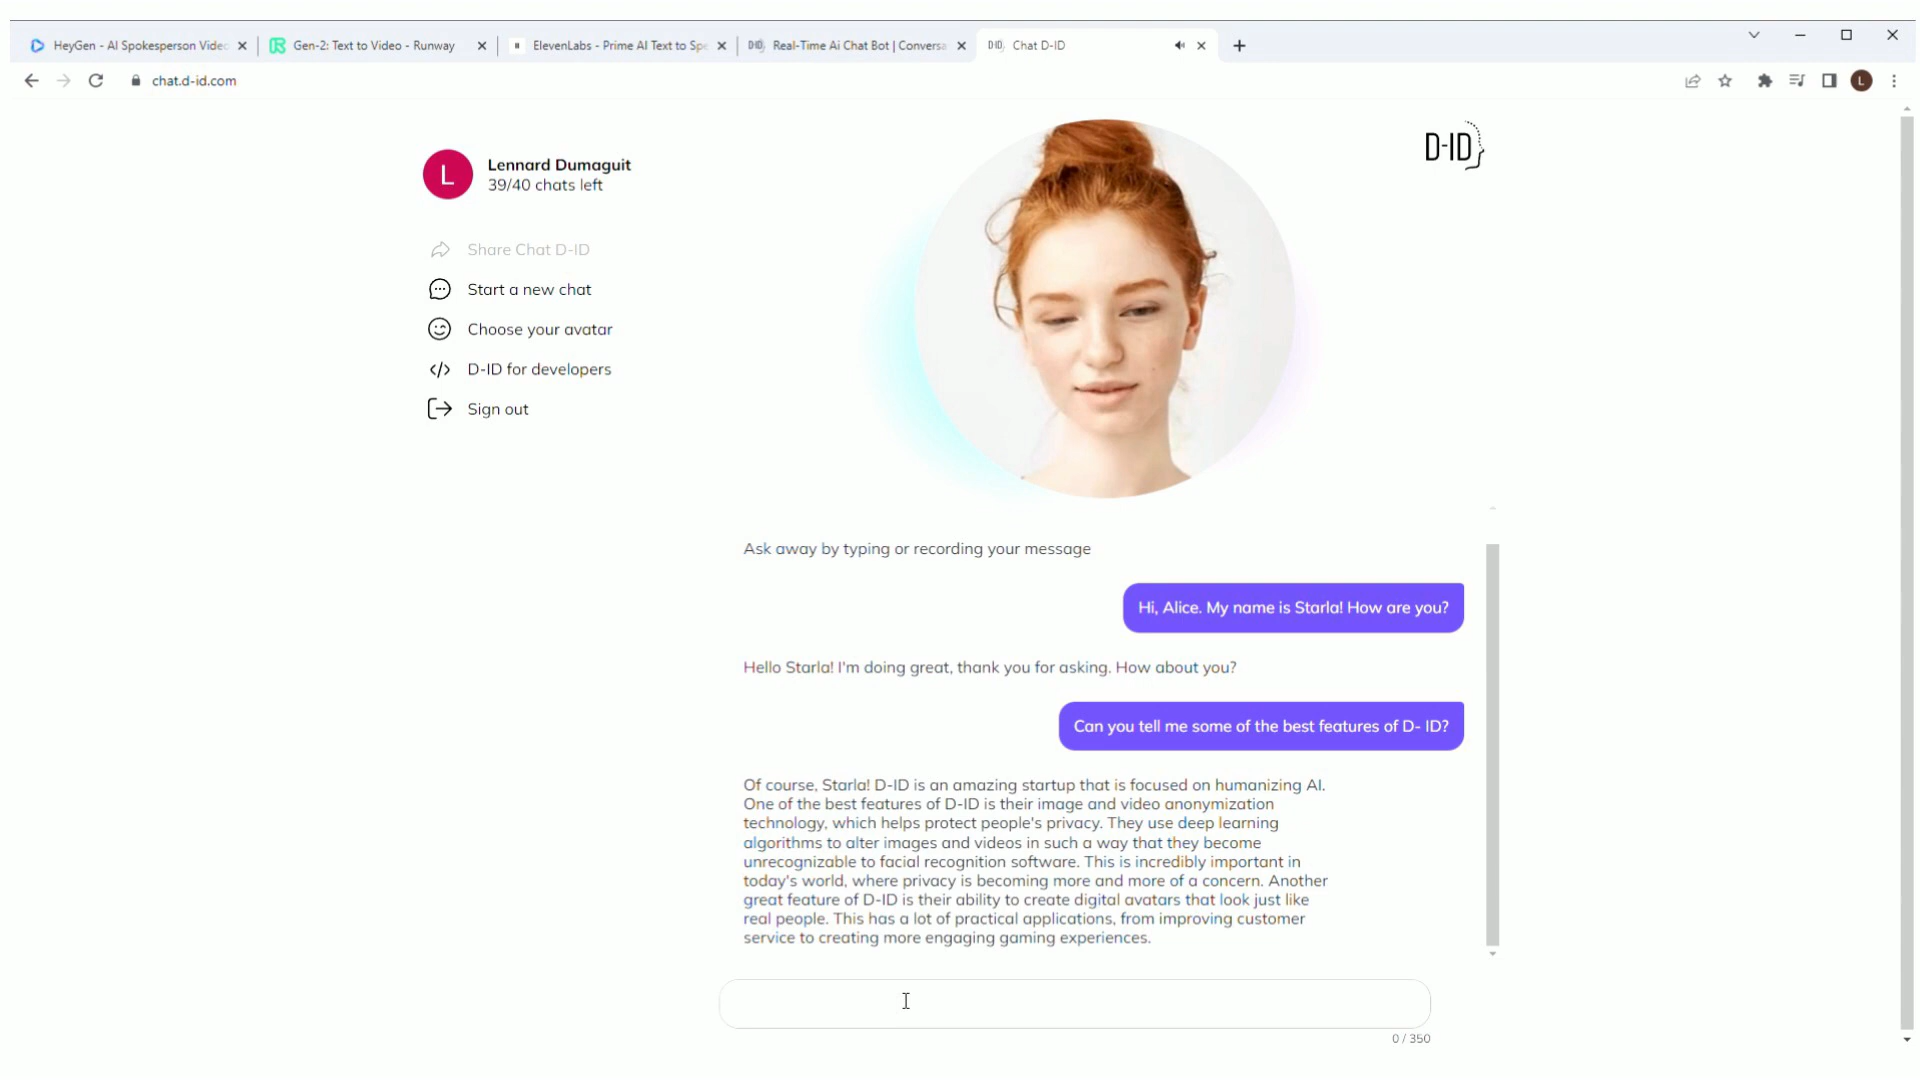 HeyGen - AI Spokesperson Video
Gen-2: Text to Video - Runway
ElevenLabs - Prime AI Text to Spe
Real-Time Ai Chat Bot | Conversa
Chat D-ID
chat.d-id.com
L
D-ID
L
Lennard Dumaguit
39/40 chats left
Share Chat D-ID
Start a new chat
Choose your avatar
D-ID for developers
Sign out
Ask away by typing or recording your message
Hi, Alice. My name is Starla! How are you?
Hello Starla! I'm doing great, thank you for asking. How about you?
Can you tell me some of the best features of D- ID?
Of course, Starla! D-ID is an amazing startup that is focused on humanizing AI.
One of the best features of D-ID is their image and video anonymization
technology, which helps protect people's privacy. They use deep learning
algorithms to alter images and videos in such a way that they become
unrecognizable to facial recognition software. This is incredibly important in
today's world, where privacy is becoming more and more of a concern. Another
great feature of D-ID is their ability to create digital avatars that look just like
real people. This has a lot of practical applications, from improving customer
service to creating more engaging gaming experiences.
0 / 350